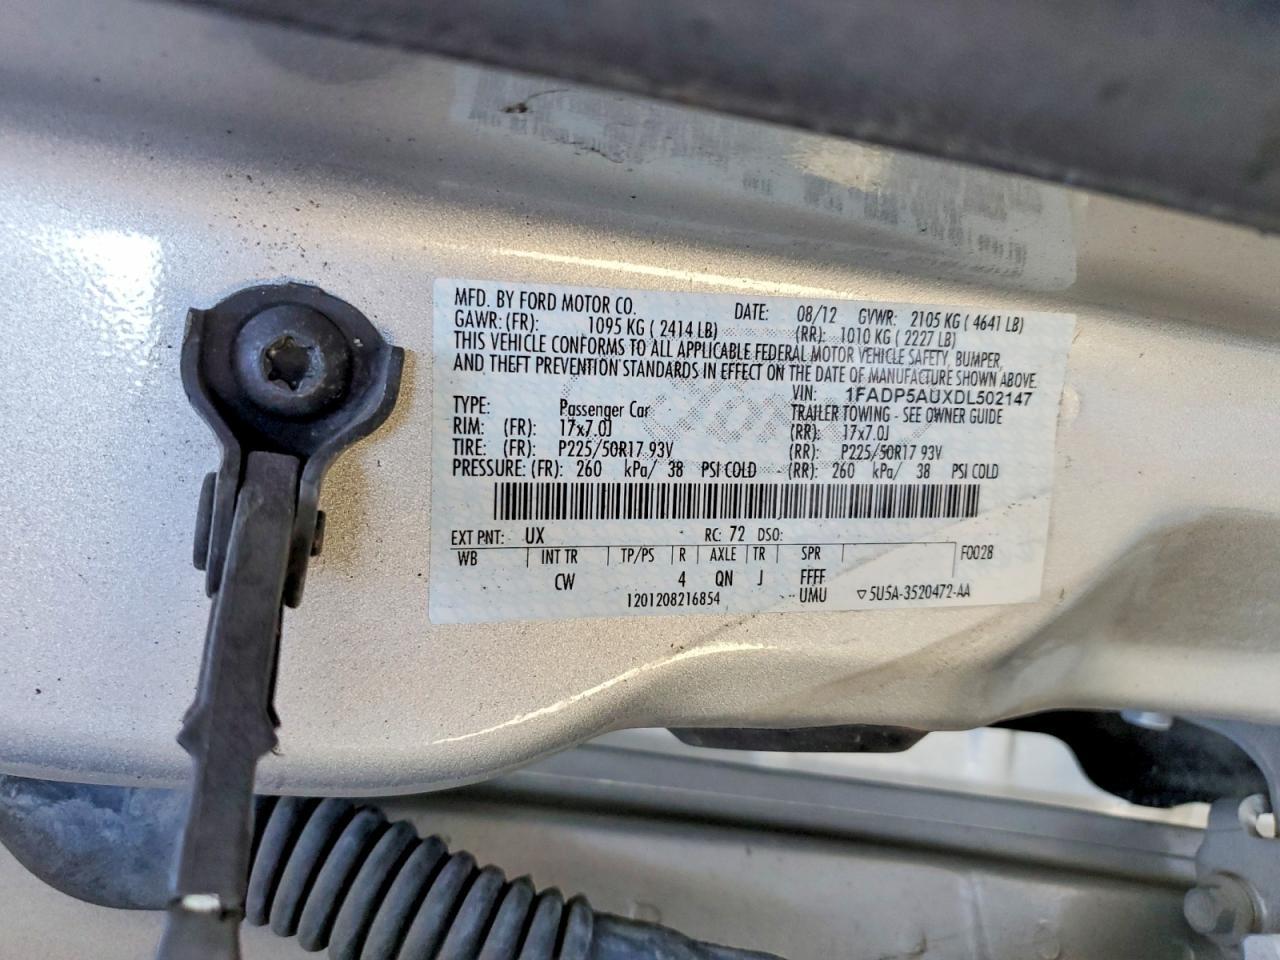 MFD. BY FORD MOTOR CO. DATE: 08/12 GVWR: 2105 KG ( 4641 LB)
GAWR: (FR): 1095 KG ( 2414 LB) (RR): 1010 KG ( 2227 LB)
THIS VEHICLE CONFORMS TO ALL APPLICABLE FEDERAL MOTOR VEHICLE SAFETY, BUMPER,
AND THEFT PREVENTION STANDARDS IN EFFECT ON THE DATE OF MANUFACTURE SHOWN ABOVE.
VIN: 1FADP5AUXDL502147
TYPE: Passenger Car TRAILER TOWING - SEE OWNER GUIDE
RIM: (FR): 17x7.0J (RR): 17x7.0J
TIRE: (FR): P225/50R17 93V (RR): P225/50R17 93V
PRESSURE: (FR): 260 kPa/ 38 PSI COLD (RR): 260 kPa/ 38 PSI COLD
EXT PNT: UX RC: 72 DSO:
WB INT TR TP/PS R AXLE TR SPR F0028
CW 4 QN J FFFF
1201208216854 UMU ▽5U5A-3520472-AA